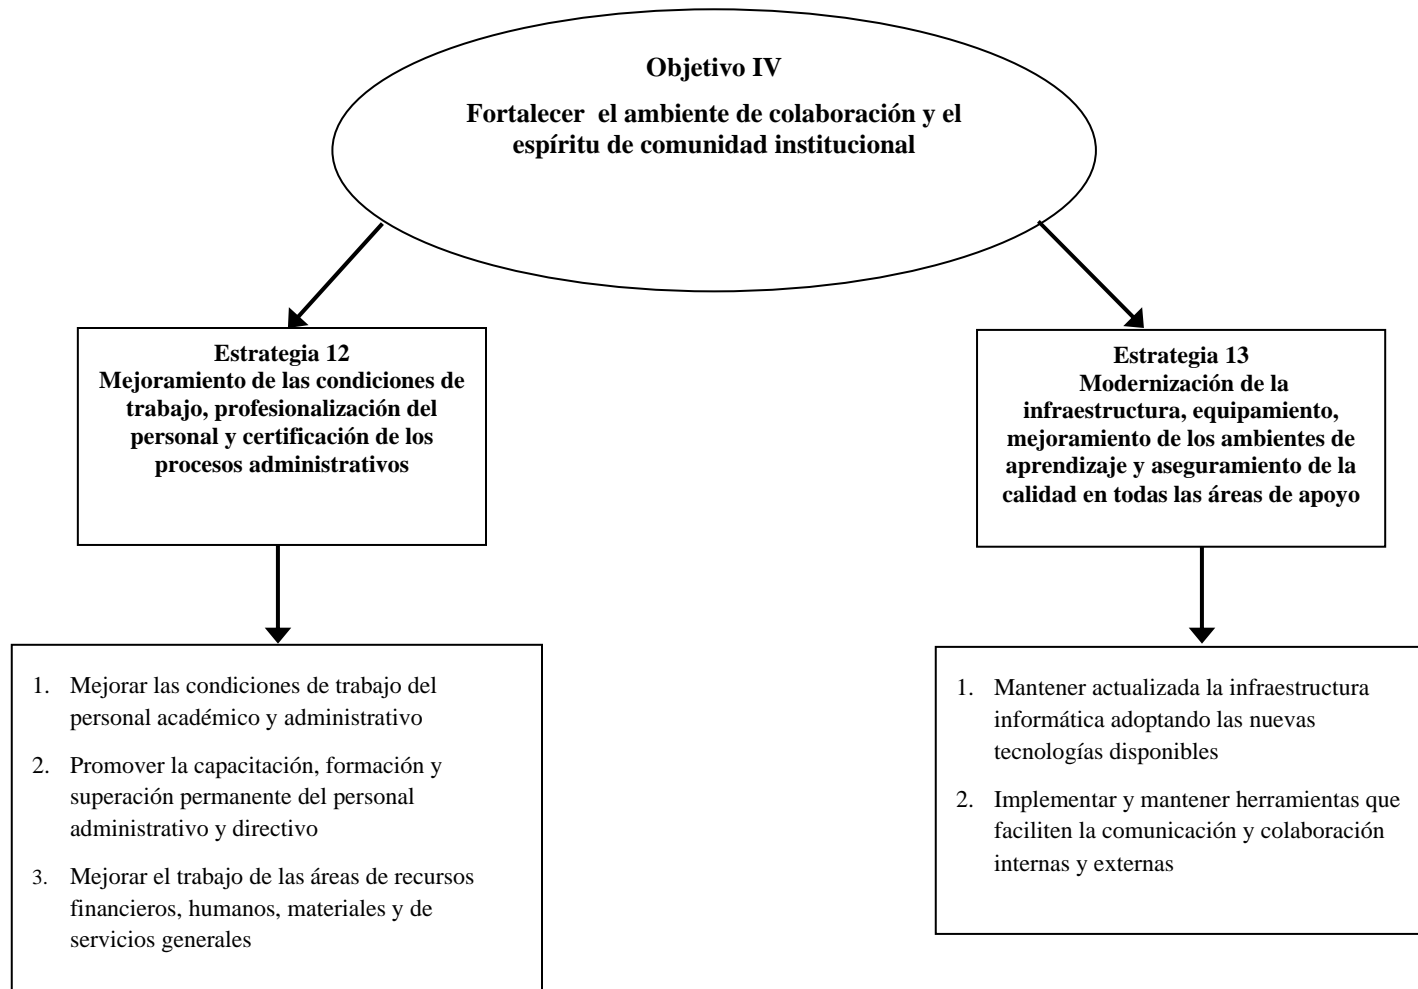 Objetivo IV
Fortalecer el ambiente de colaboración y el
espíritu de comunidad institucional
Estrategia 12
Mejoramiento de las condiciones de
trabajo, profesionalización del
personal y certificación de los
procesos administrativos
Estrategia 13
Modernización de la
infraestructura, equipamiento,
mejoramiento de los ambientes de
aprendizaje y aseguramiento de la
calidad en todas las áreas de apoyo
1. Mejorar las condiciones de trabajo del
personal académico y administrativo
2. Promover la capacitación, formación y
superación permanente del personal
administrativo y directivo
3. Mejorar el trabajo de las áreas de recursos
financieros, humanos, materiales y de
servicios generales
1. Mantener actualizada la infraestructura
informática adoptando las nuevas
tecnologías disponibles
2. Implementar y mantener herramientas que
faciliten la comunicación y colaboración
internas y externas